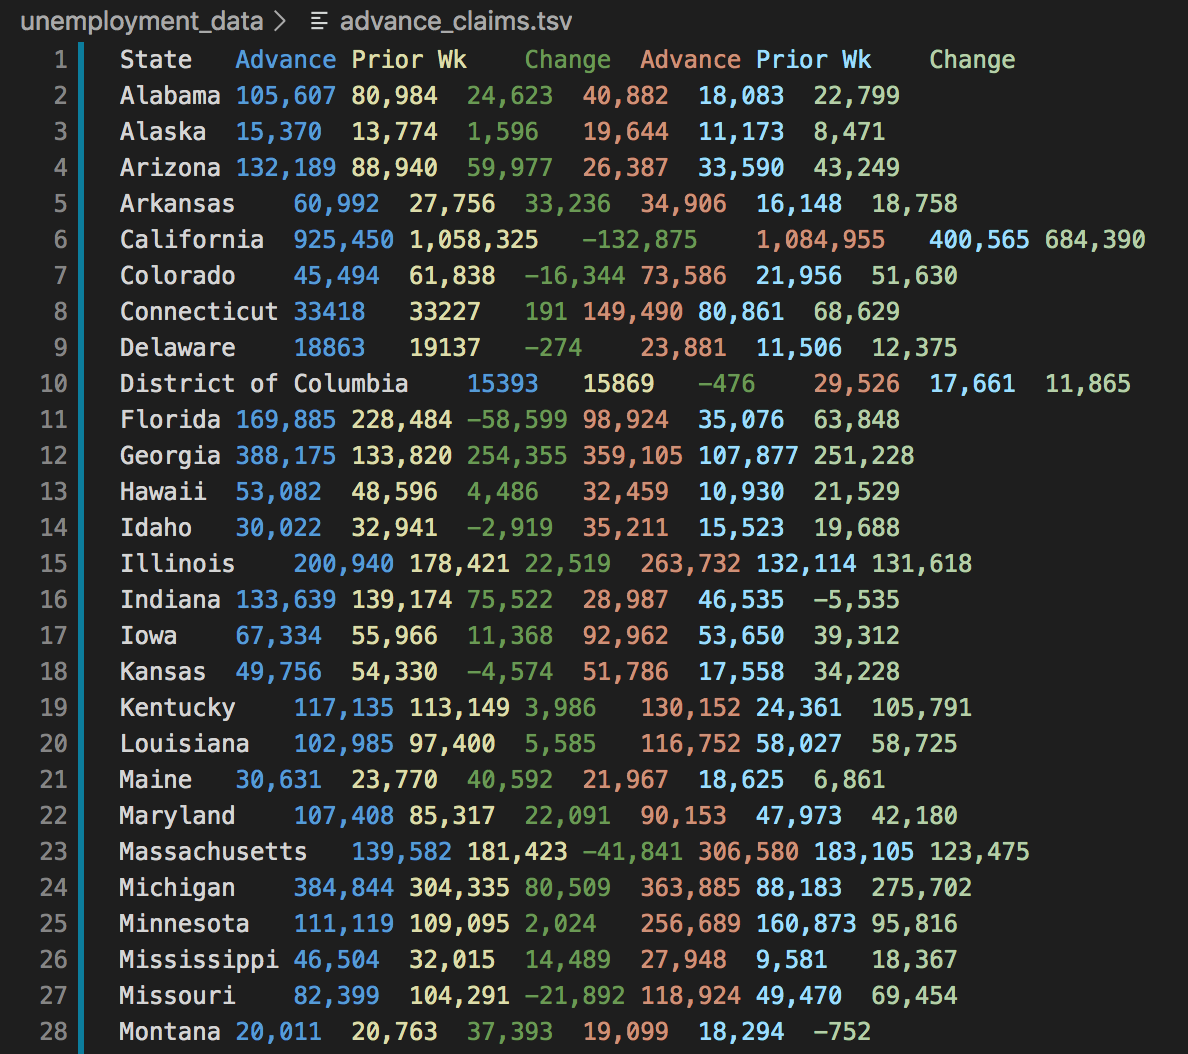 unemployment_data > advance_claims.tsv
1 State Advance Prior Wk Change Advance Prior Wk Change
2 Alabama 105,607 80,984 24,623 40,882 18,083 22,799
3 Alaska 15,370 13,774 1,596 19,644 11,173 8,471
4 Arizona 132,189 88,940 59,977 26,387 33,590 43,249
5 Arkansas 60,992 27,756 33,236 34,906 16,148 18,758
6 California 925,450 1,058,325 -132,875 1,084,955 400,565 684,390
7 Colorado 45,494 61,838 -16,344 73,586 21,956 51,630
8 Connecticut 33418 33227 191 149,490 80,861 68,629
9 Delaware 18863 19137 -274 23,881 11,506 12,375
10 District of Columbia 15393 15869 -476 29,526 17,661 11,865
11 Florida 169,885 228,484 -58,599 98,924 35,076 63,848
12 Georgia 388,175 133,820 254,355 359,105 107,877 251,228
13 Hawaii 53,082 48,596 4,486 32,459 10,930 21,529
14 Idaho 30,022 32,941 -2,919 35,211 15,523 19,688
15 Illinois 200,940 178,421 22,519 263,732 132,114 131,618
16 Indiana 133,639 139,174 75,522 28,987 46,535 -5,535
17 Iowa 67,334 55,966 11,368 92,962 53,650 39,312
18 Kansas 49,756 54,330 -4,574 51,786 17,558 34,228
19 Kentucky 117,135 113,149 3,986 130,152 24,361 105,791
20 Louisiana 102,985 97,400 5,585 116,752 58,027 58,725
21 Maine 30,631 23,770 40,592 21,967 18,625 6,861
22 Maryland 107,408 85,317 22,091 90,153 47,973 42,180
23 Massachusetts 139,582 181,423 -41,841 306,580 183,105 123,475
24 Michigan 384,844 304,335 80,509 363,885 88,183 275,702
25 Minnesota 111,119 109,095 2,024 256,689 160,873 95,816
26 Mississippi 46,504 32,015 14,489 27,948 9,581 18,367
27 Missouri 82,399 104,291 -21,892 118,924 49,470 69,454
28 Montana 20,011 20,763 37,393 19,099 18,294 -752